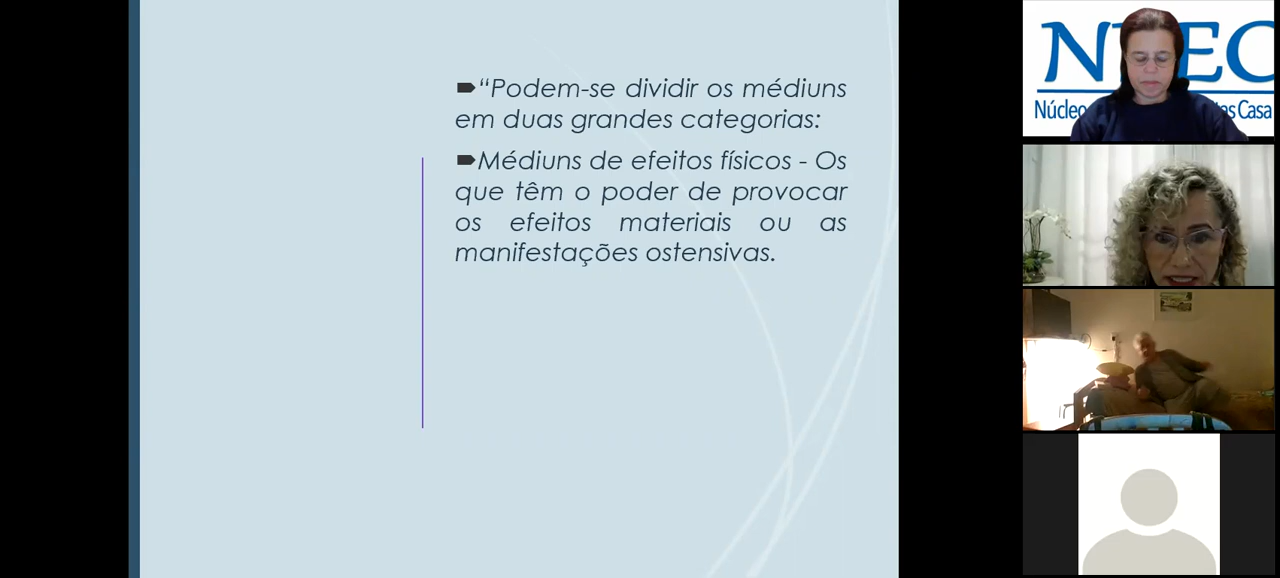 “Podem-se dividir os médiuns
em duas grandes categorias:
Médiuns de efeitos físicos - Os
que têm o poder de provocar
os efeitos materiais ou as
manifestações ostensivas.
N EC
Núcleo Casa